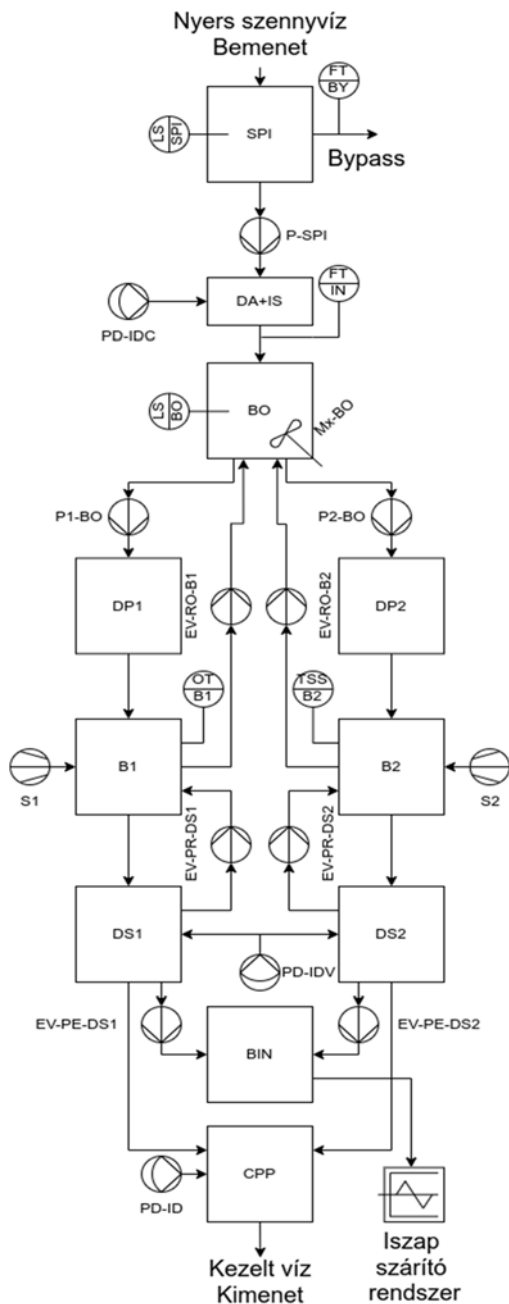 Nyers szennyvíz
Bemenet
FT
BY
LS
SPI
SPI
Bypass
P-SPI
FT
IN
DA+IS
PD-IDC
LS
BO
BO
Mx-BO
P1-BO
P2-BO
EV-RO-B1
EV-RO-B2
DP1
DP2
OT
B1
TSS
B2
B1
B2
S1
S2
EV-PR-DS1
EV-PR-DS2
DS1
DS2
PD-IDV
EV-PE-DS1
EV-PE-DS2
BIN
CPP
PD-ID
Kezelt víz
Kimenet
Iszap
szárító
rendszer